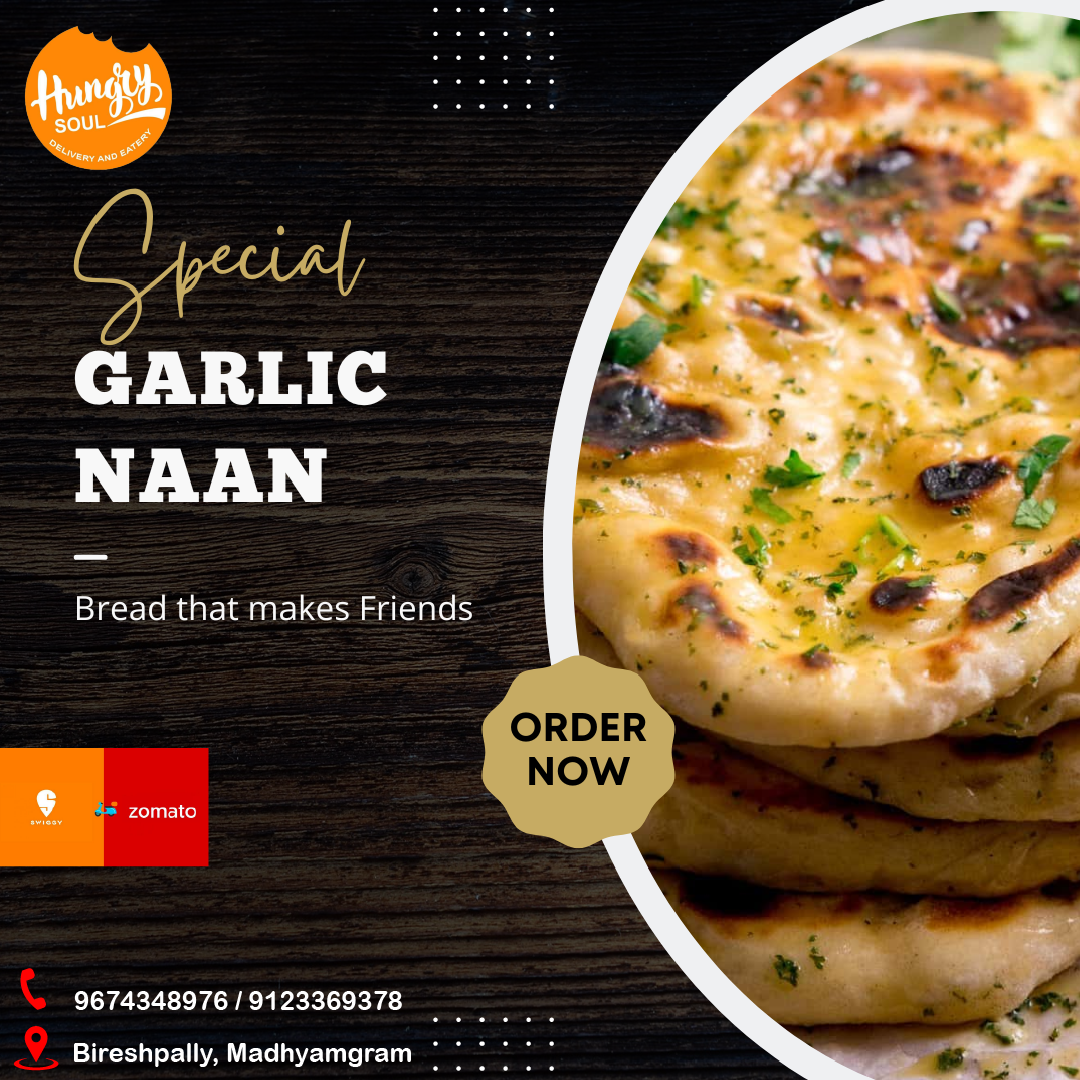 Hungry
SOUL
DELIVERY AND EATERY
Special
GARLIC
NAAN
Bread that makes Friends
ORDER
NOW
SWIGGY
zomato
9674348976 / 9123369378
Bireshpally, Madhyamgram